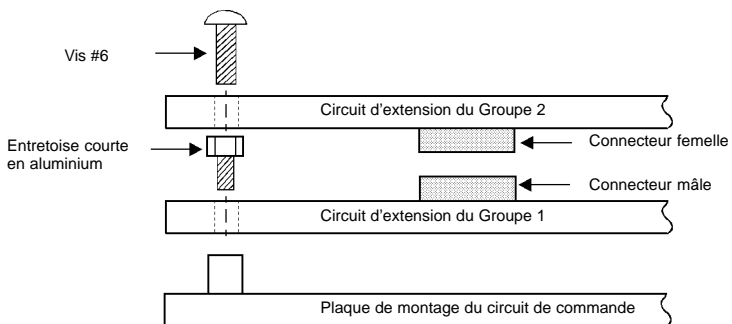 Vis #6
Circuit d'extension du Groupe 2
Entretoise courte
en aluminium
Connecteur femelle
Connecteur mâle
Circuit d'extension du Groupe 1
Plaque de montage du circuit de commande